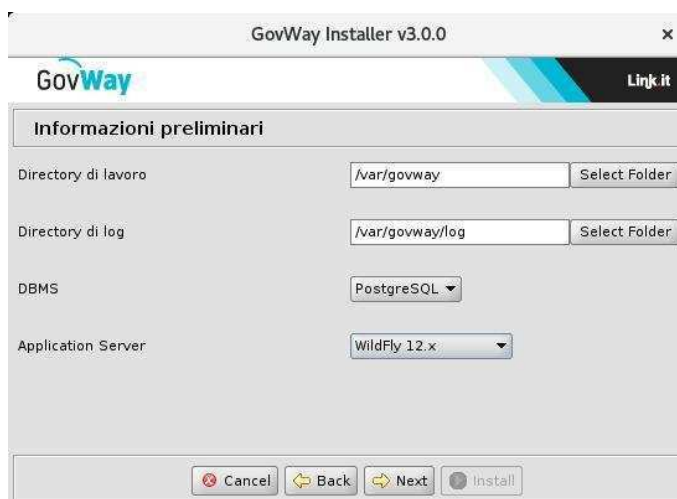 GovWay Installer v3.0.0 ×
GovWay Link.it
Informazioni preliminari
Directory di lavoro /var/govway Select Folder
Directory di log /var/govway/log Select Folder
DBMS PostgreSQL
Application Server WildFly 12.x
Cancel Back Next Install